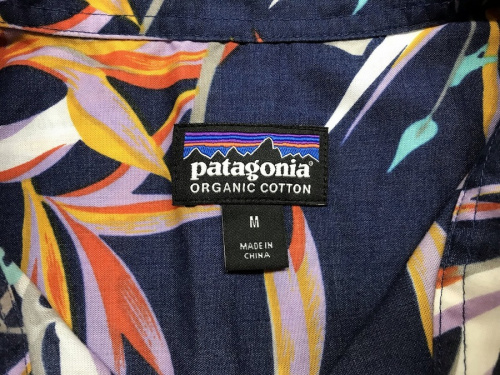 patagonia
ORGANIC COTTON
M
MADE IN
CHINA